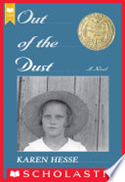 Out
of the
Dust
A Novel
KAREN HESSE
SCHOLASTIC